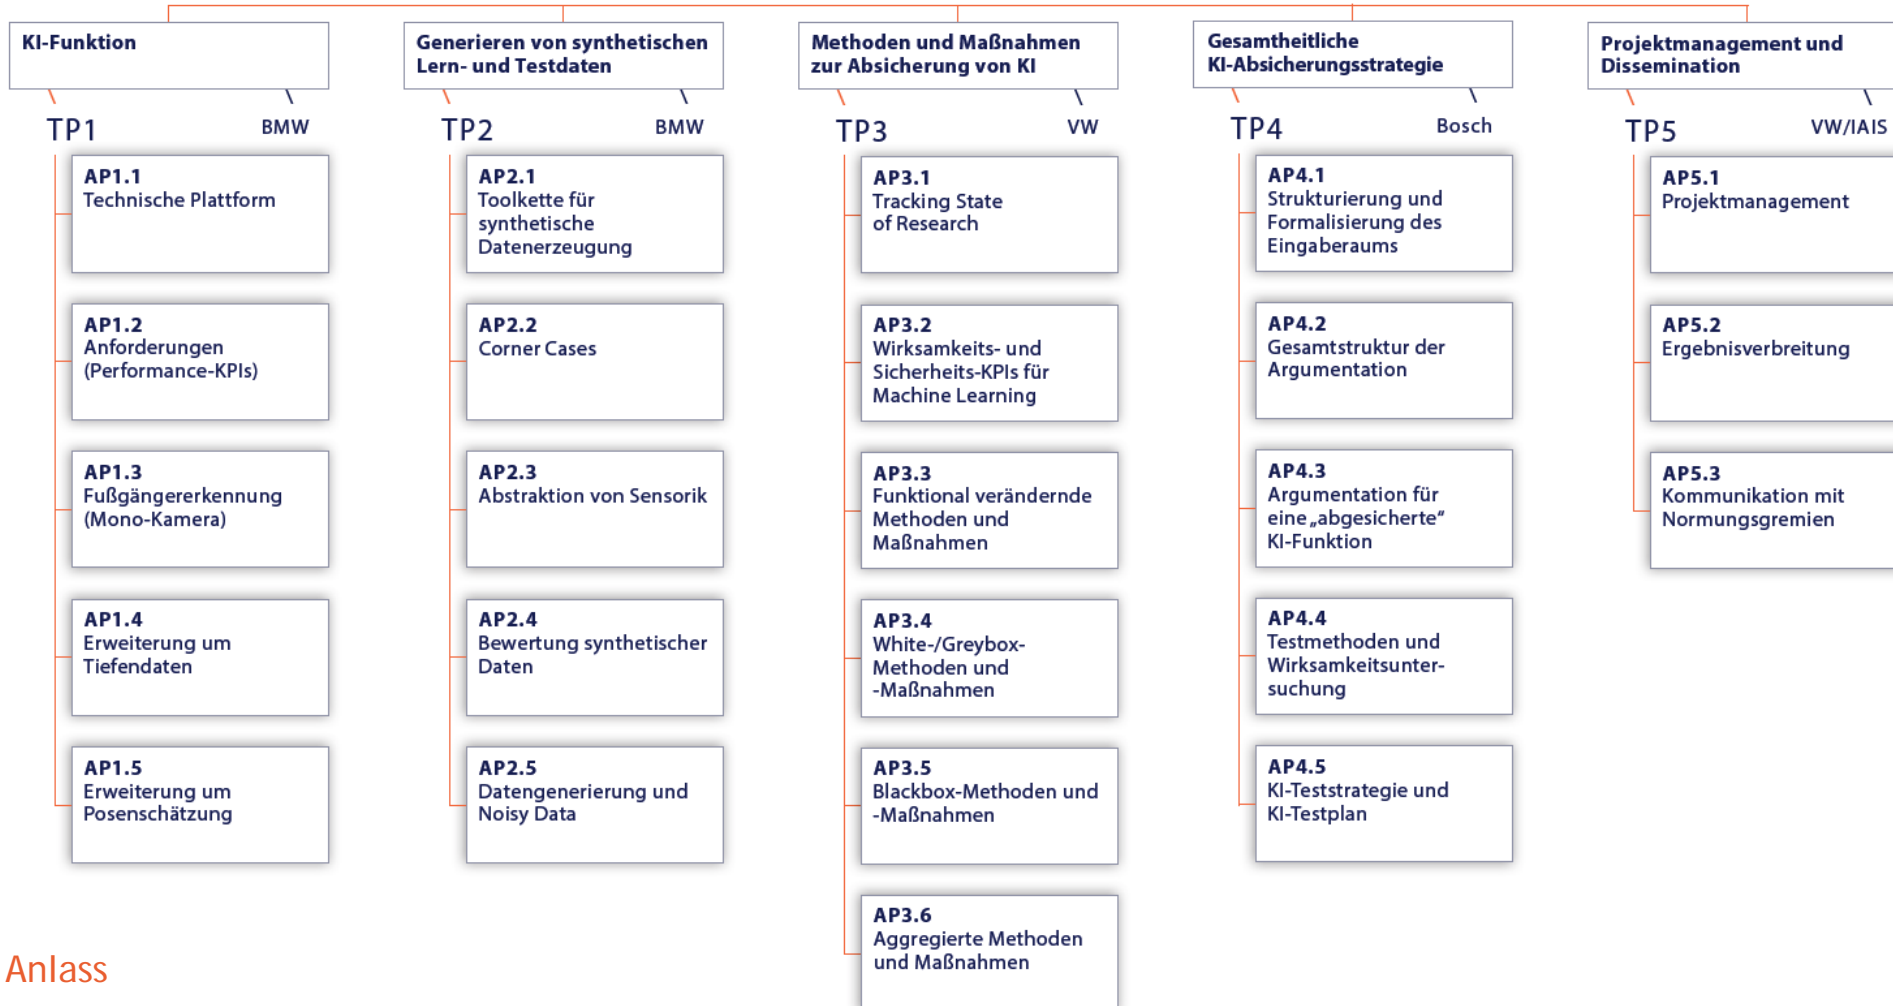 KI-Funktion
TP1
BMW
AP1.1
Technische Plattform
AP1.2
Anforderungen
(Performance-KPIs)
AP1.3
Fußgängererkennung
(Mono-Kamera)
AP1.4
Erweiterung um
Tiefendaten
AP1.5
Erweiterung um
Posenschätzung
Generieren von synthetischen
Lern- und Testdaten
TP2
BMW
AP2.1
Toolkette für
synthetische
Datenerzeugung
AP2.2
Corner Cases
AP2.3
Abstraktion von Sensorik
AP2.4
Bewertung synthetischer
Daten
AP2.5
Datengenerierung und
Noisy Data
Methoden und Maßnahmen
zur Absicherung von KI
TP3
VW
AP3.1
Tracking State
of Research
AP3.2
Wirksamkeits- und
Sicherheits-KPIs für
Machine Learning
AP3.3
Funktional verändernde
Methoden und
Maßnahmen
AP3.4
White-/Greybox-
Methoden und
-Maßnahmen
AP3.5
Blackbox-Methoden und
-Maßnahmen
AP3.6
Aggregierte Methoden
und Maßnahmen
Gesamtheitliche
KI-Absicherungsstrategie
TP4
Bosch
AP4.1
Strukturierung und
Formalisierung des
Eingaberaums
AP4.2
Gesamtstruktur der
Argumentation
AP4.3
Argumentation für
eine „abgesicherte“
KI-Funktion
AP4.4
Testmethoden und
Wirksamkeitsunter-
suchung
AP4.5
KI-Teststrategie und
KI-Testplan
Projektmanagement und
Dissemination
TP5
VW/IAIS
AP5.1
Projektmanagement
AP5.2
Ergebnisverbreitung
AP5.3
Kommunikation mit
Normungsgremien
Anlass